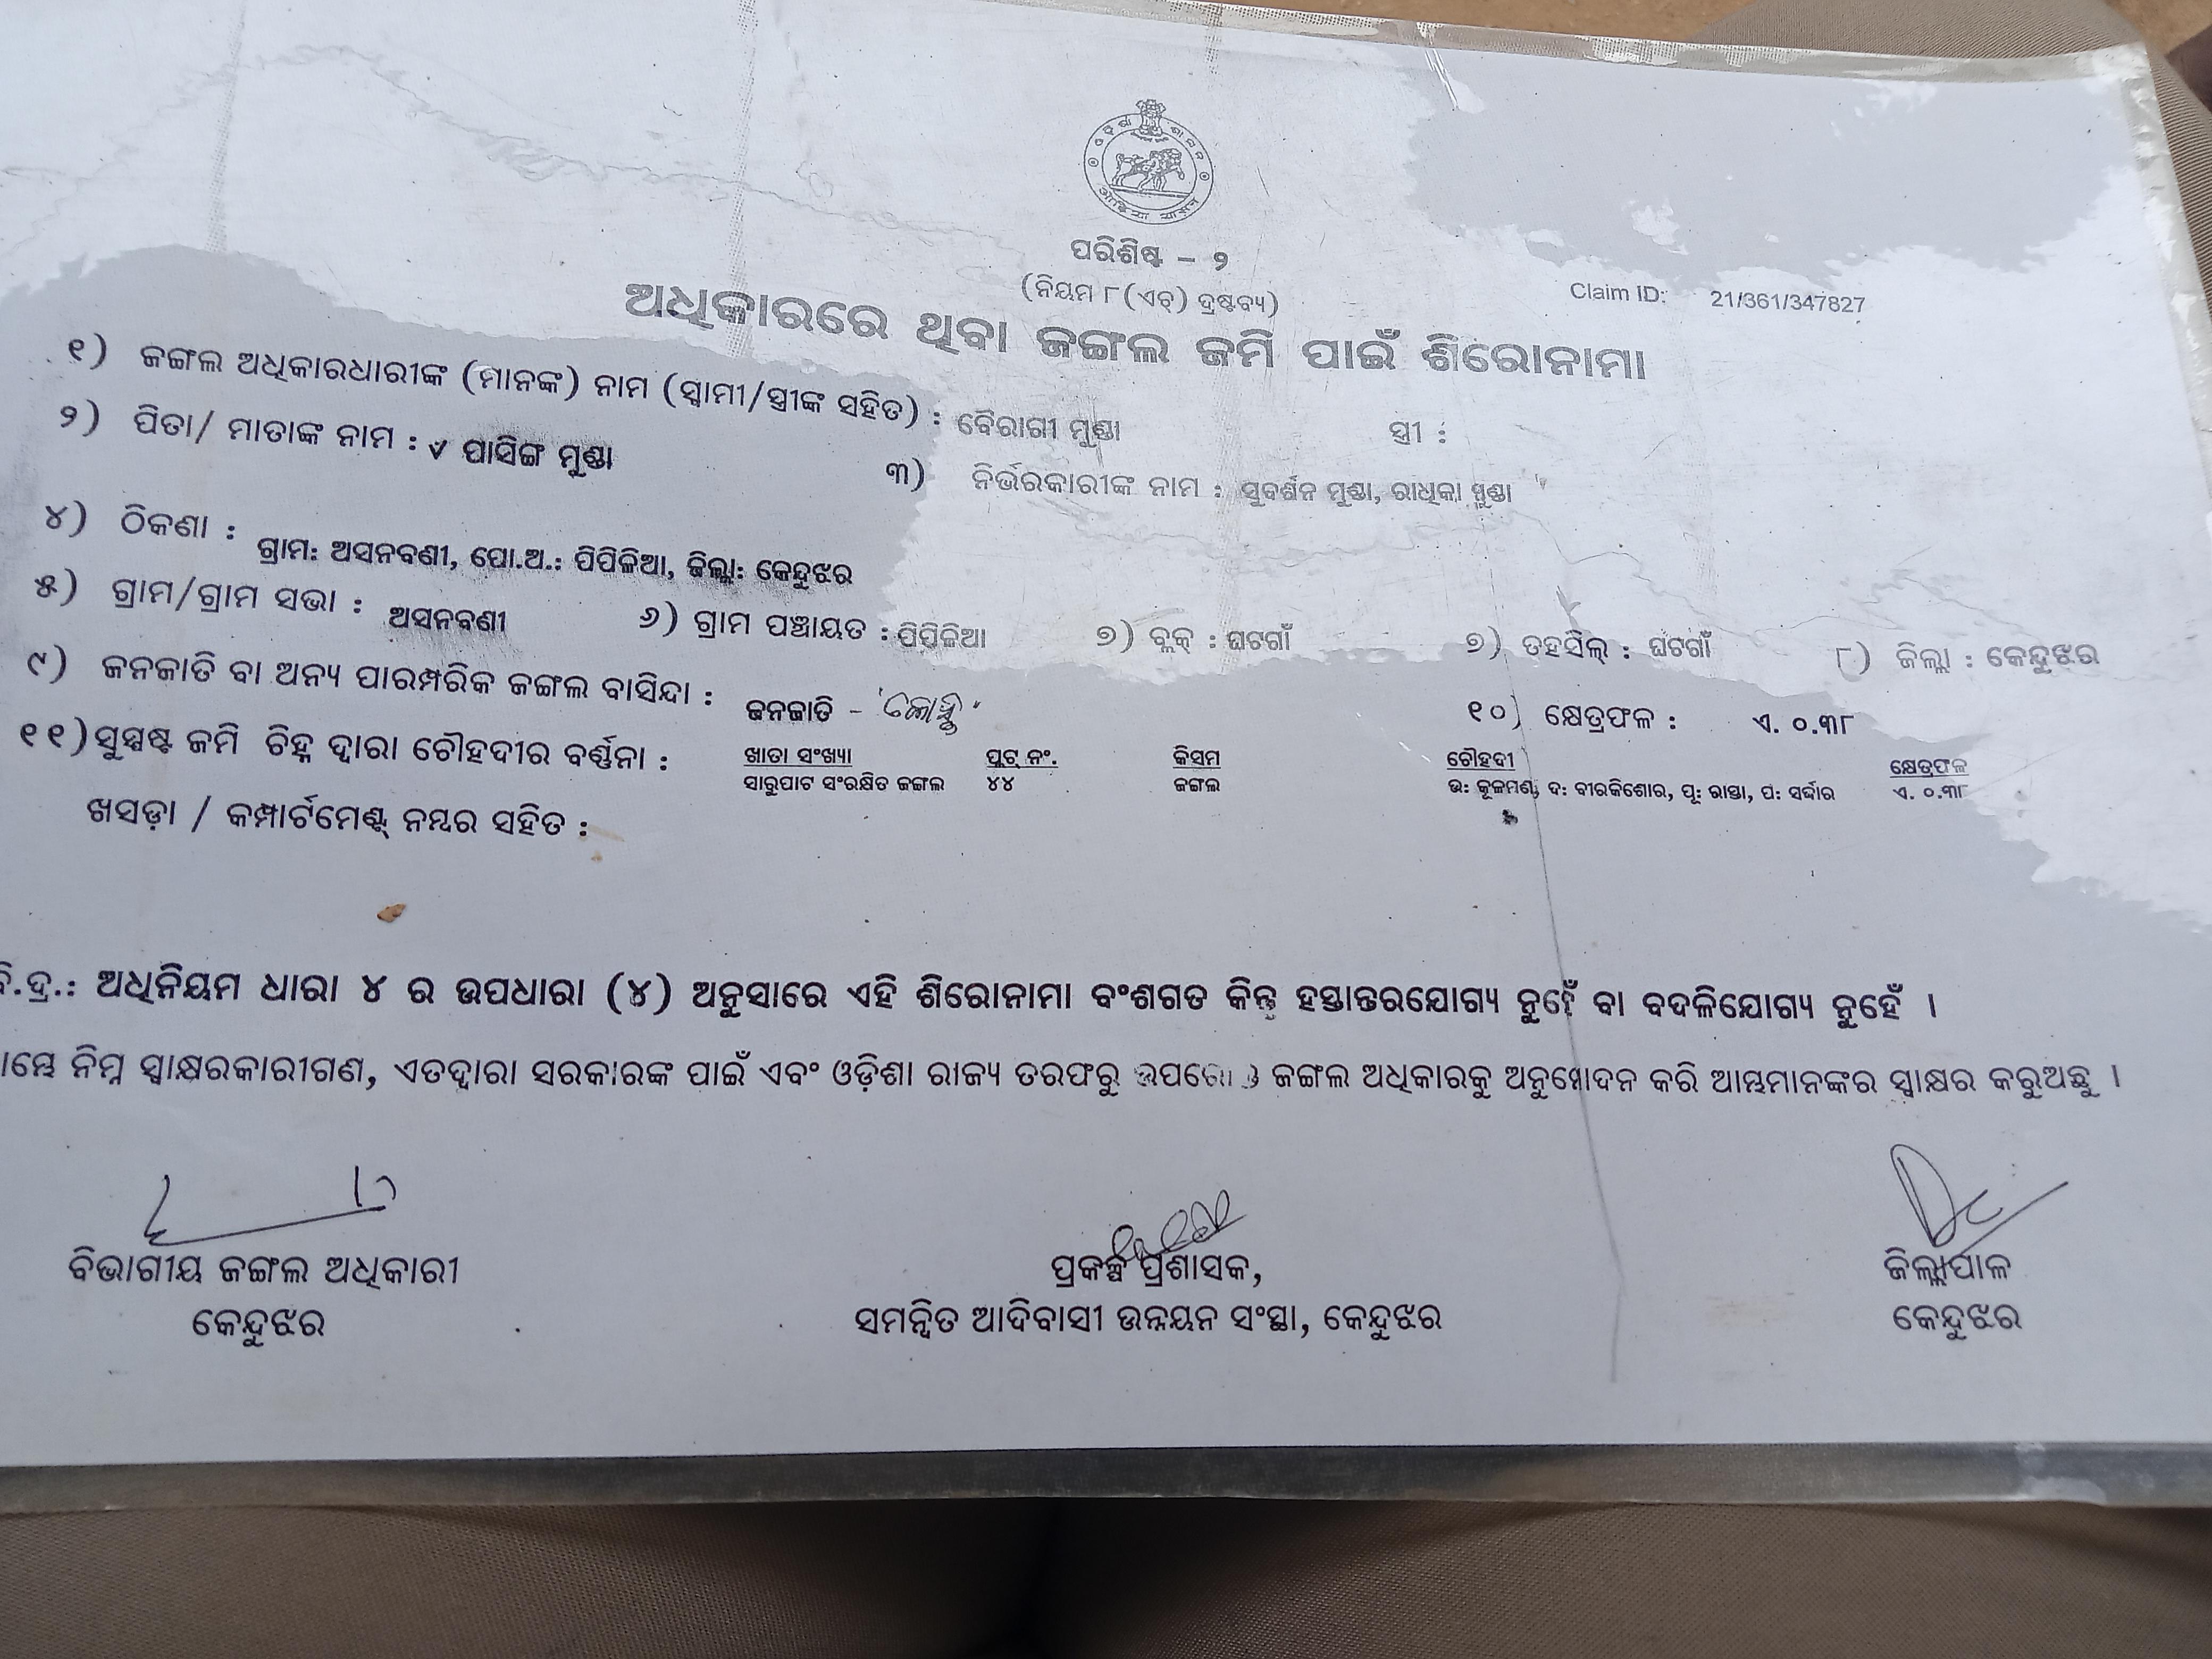 ଓଡ଼ିଶା ଶାସନ
ପରିଶିଷ୍ଟ – ୨
(ନିୟମ ୮(ଏଚ୍) ଦ୍ରଷ୍ଟବ୍ୟ)
Claim ID: 21/361/347827
ଅଧିକାରରେ ଥିବା ଜଙ୍ଗଲ ଜମି ପାଇଁ ଶିରୋନାମା
୧) ଜଙ୍ଗଲ ଅଧିକାରଧାରୀଙ୍କ (ମାନଙ୍କ) ନାମ (ସ୍ୱାମୀ/ସ୍ତ୍ରୀଙ୍କ ସହିତ) : ବୈରାଗୀ ମୁଣ୍ଡା ସ୍ତ୍ରୀ :
୨) ପିତା/ ମାତାଙ୍କ ନାମ : ପାସିଙ୍ଗ ମୁଣ୍ଡା ୩) ନିର୍ଭରକାରୀଙ୍କ ନାମ : ସୁଦର୍ଶନ ମୁଣ୍ଡା, ରାଧିକା ମୁଣ୍ଡା
୪) ଠିକଣା : ଗ୍ରାମ: ଅସନବଣୀ, ପୋ.ଅ.: ପିପିଳିଆ, ଜିଲ୍ଲା: କେନ୍ଦୁଝର
୫) ଗ୍ରାମ/ଗ୍ରାମ ସଭା : ଅସନବଣୀ ୬) ଗ୍ରାମ ପଞ୍ଚାୟତ : ପିପିଳିଆ ୭) ବ୍ଲକ୍ : ଘଟଗାଁ ୭) ତହସିଲ୍ : ଘଟଗାଁ ୮) ଜିଲ୍ଲା : କେନ୍ଦୁଝର
୯) ଜନଜାତି ବା ଅନ୍ୟ ପାରମ୍ପରିକ ଜଙ୍ଗଲ ବାସିନ୍ଦା : ଜନଜାତି – ୧୦) କ୍ଷେତ୍ରଫଳ : ଏ. ୦.୩୮
୧୧) ସୁସ୍ପଷ୍ଟ ଜମି ଚିହ୍ନ ଦ୍ୱାରା ଚୌହଦୀର ବର୍ଣ୍ଣନା : ଖାତା ସଂଖ୍ୟା ପ୍ଲଟ୍ ନଂ. କିସମ ଚୌହଦୀ କ୍ଷେତ୍ରଫଳ
ସାରୁପାଟ ସଂରକ୍ଷିତ ଜଙ୍ଗଲ ୪୪ ଜଙ୍ଗଲ ଉ: କୂଳମଣି, ଦ: ବୀରକିଶୋର, ପୂ: ରାସ୍ତା, ପ: ସର୍ଦ୍ଦାର ଏ. ୦.୩୮
ଖସଡ଼ା / କମ୍ପାର୍ଟମେଣ୍ଟ୍ ନମ୍ବର ସହିତ :
ବି.ଦ୍ର.: ଅଧିନିୟମ ଧାରା ୪ ର ଉପଧାରା (୪) ଅନୁସାରେ ଏହି ଶିରୋନାମା ବଂଶଗତ କିନ୍ତୁ ହସ୍ତାନ୍ତରଯୋଗ୍ୟ ନୁହେଁ ବା ବଦଳିଯୋଗ୍ୟ ନୁହେଁ ।
ନିମ୍ନ ସ୍ୱାକ୍ଷରକାରୀଗଣ, ଏତଦ୍ୱାରା ସରକାରଙ୍କ ପାଇଁ ଏବଂ ଓଡ଼ିଶା ରାଜ୍ୟ ତରଫରୁ ଉପରୋକ୍ତ ଜଙ୍ଗଲ ଅଧିକାରକୁ ଅନୁମୋଦନ କରି ଆମ୍ଭମାନଙ୍କର ସ୍ୱାକ୍ଷର କରୁଅଛୁ ।
ବିଭାଗୀୟ ଜଙ୍ଗଲ ଅଧିକାରୀ
କେନ୍ଦୁଝର
ପ୍ରକଳ୍ପ ପ୍ରଶାସକ,
ସମନ୍ୱିତ ଆଦିବାସୀ ଉନ୍ନୟନ ସଂସ୍ଥା, କେନ୍ଦୁଝର
ଜିଲ୍ଲାପାଳ
କେନ୍ଦୁଝର